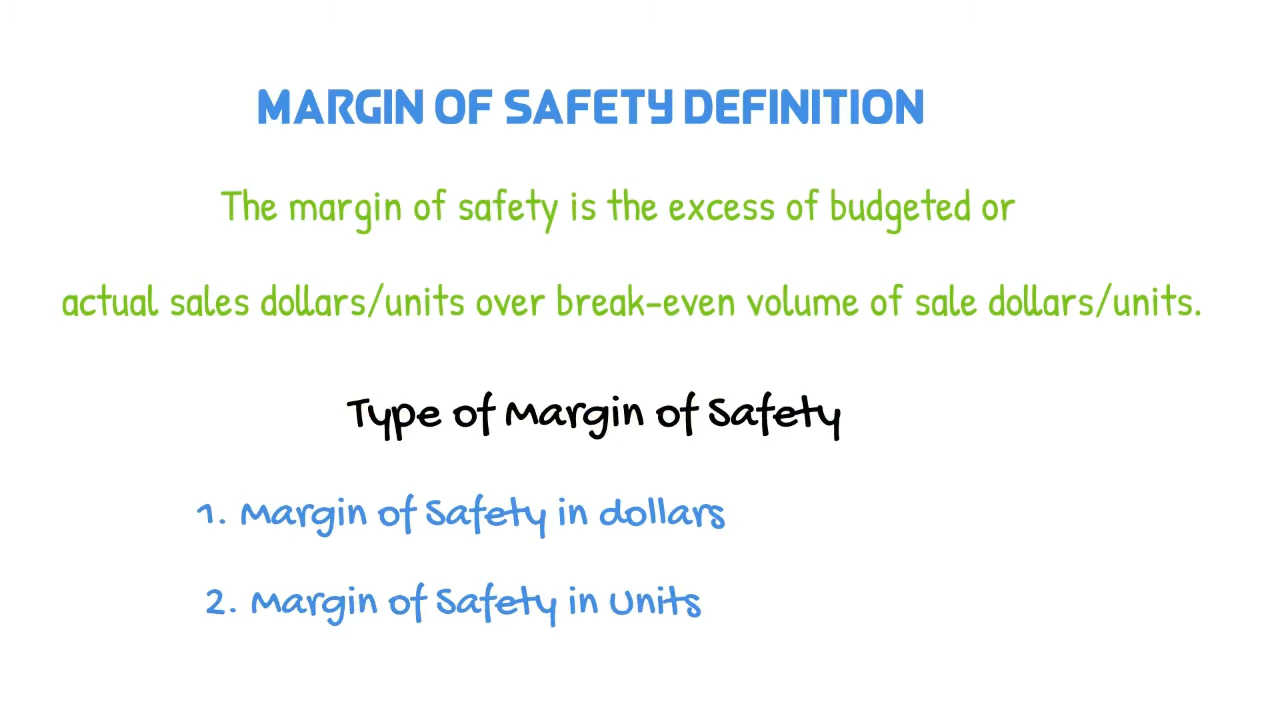 MARGIN OF SAFETY DEFINITION
The margin of safety is the excess of budgeted or
actual sales dollars/units over break-even volume of sale dollars/units.
Type of Margin of Safety
1. Margin of Safety in dollars
2. Margin of Safety in Units